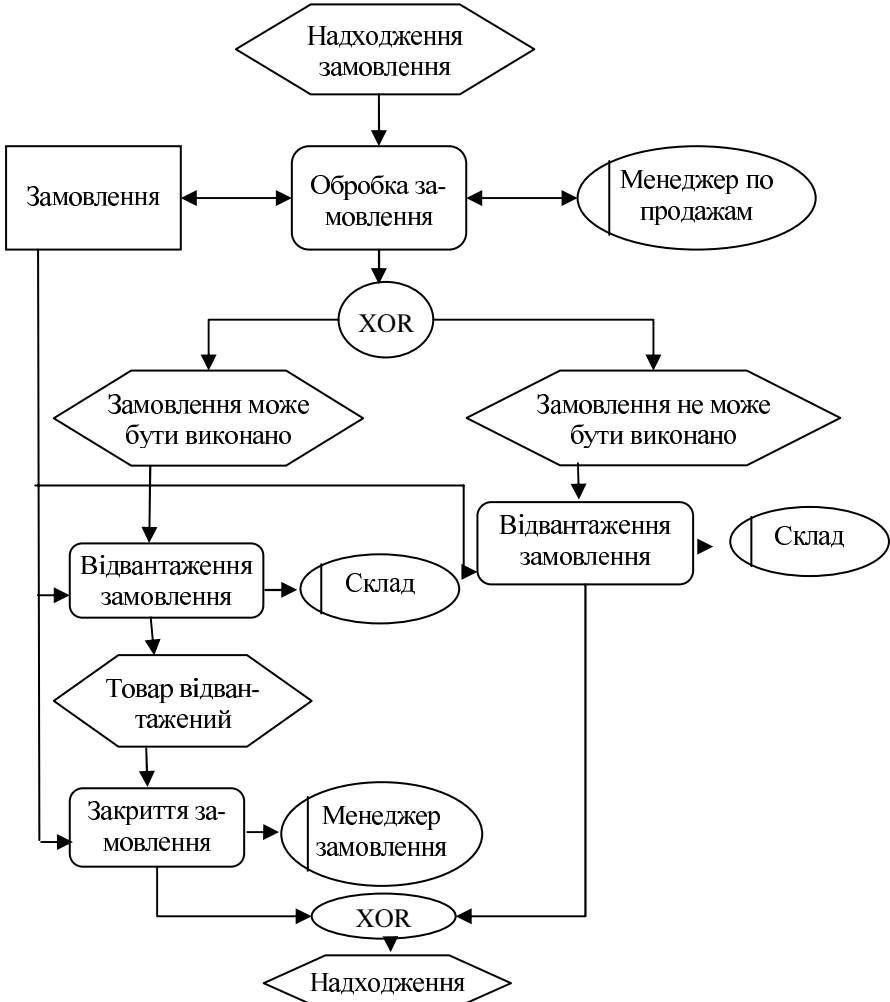 Надходження
замовлення
Замовлення
Обробка за-
мовлення
Менеджер по
продажам
XOR
Замовлення може
бути виконано
Замовлення не може
бути виконано
Відвантаження
замовлення
Склад
Відвантаження
замовлення
Склад
Товар відван-
тажений
Закриття за-
мовлення
Менеджер
замовлення
XOR
Надходження